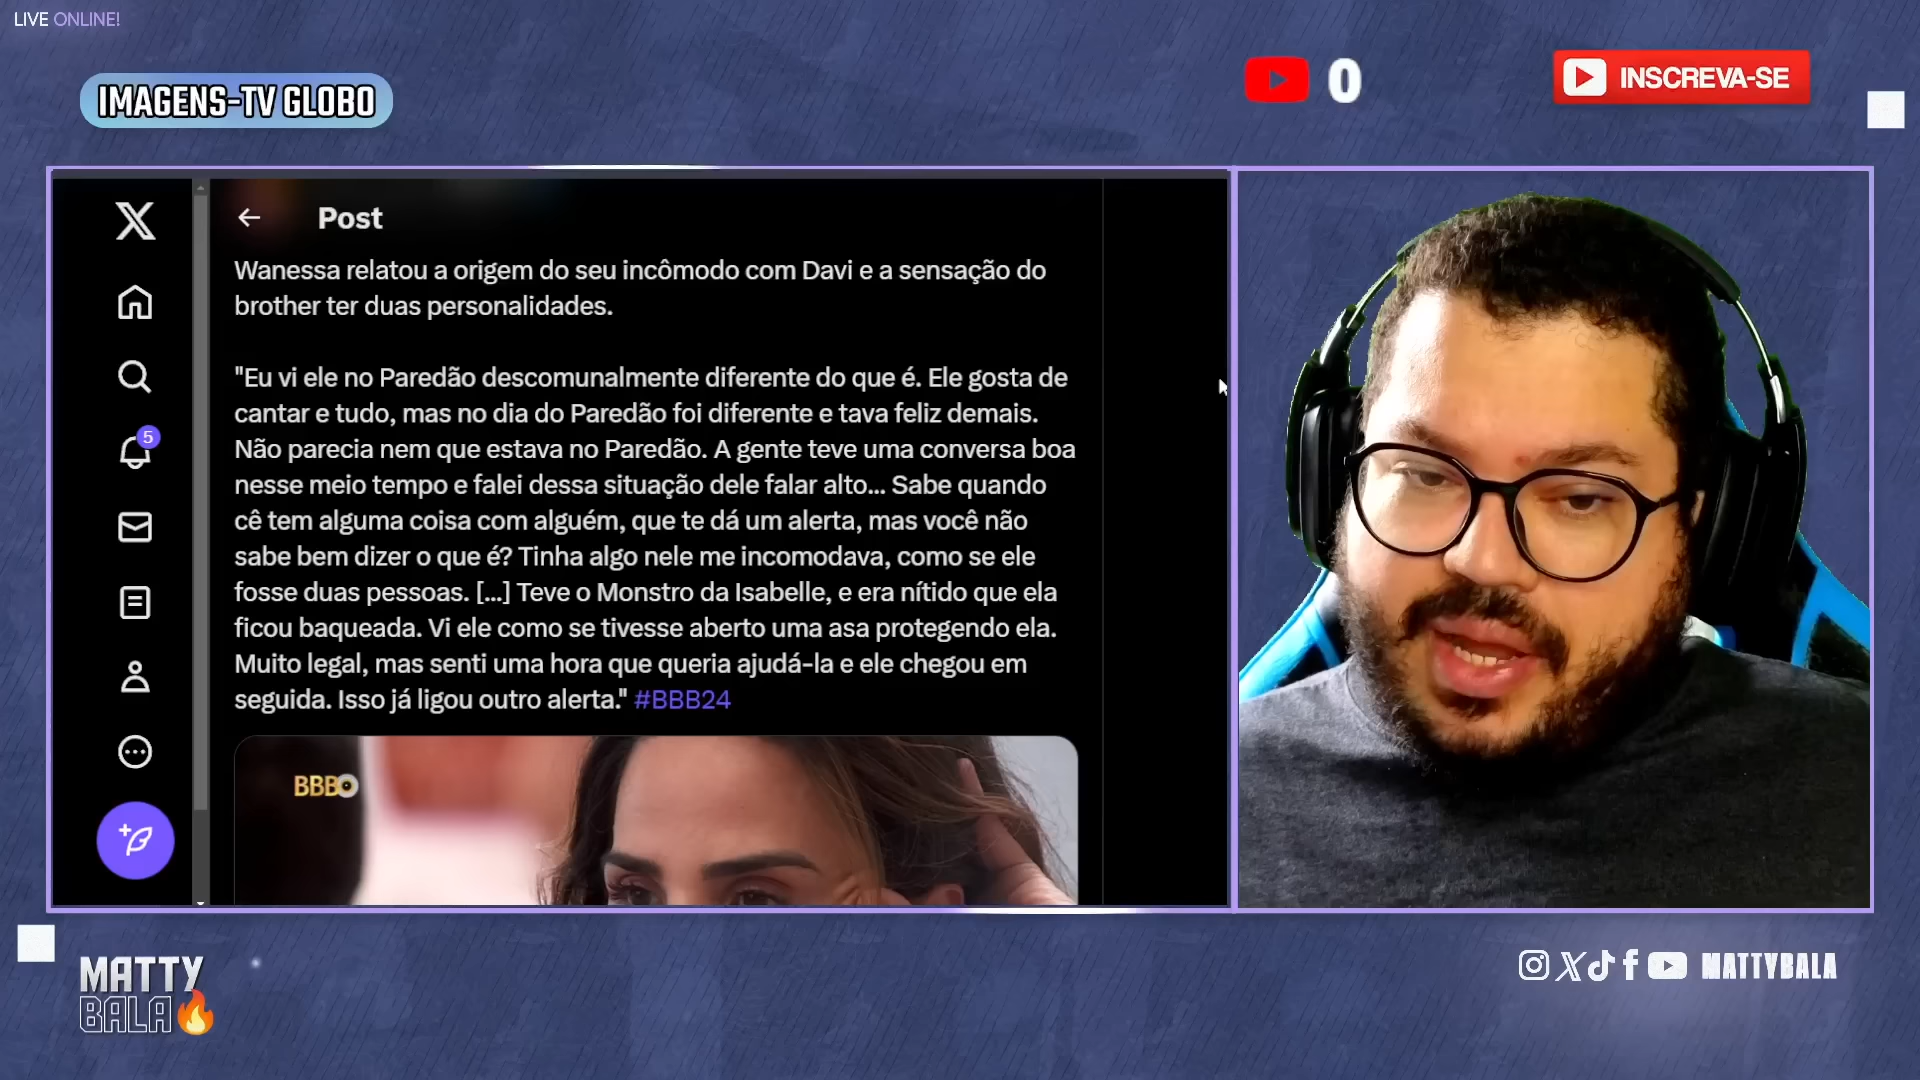 LIVE ONLINE!
IMAGENS-TV GLOBO
0
INSCREVA-SE
Post
Wanessa relatou a origem do seu incômodo com Davi e a sensação do
brother ter duas personalidades.
"Eu vi ele no Paredão descomunalmente diferente do que é. Ele gosta de
cantar e tudo, mas no dia do Paredão foi diferente e tava feliz demais.
Não parecia nem que estava no Paredão. A gente teve uma conversa boa
nesse meio tempo e falei dessa situação dele falar alto... Sabe quando
cê tem alguma coisa com alguém, que te dá um alerta, mas você não
sabe bem dizer o que é? Tinha algo nele me incomodava, como se ele
fosse duas pessoas. [...] Teve o Monstro da Isabelle, e era nítido que ela
ficou baqueada. Vi ele como se tivesse aberto uma asa protegendo ela.
Muito legal, mas senti uma hora que queria ajudá-la e ele chegou em
seguida. Isso já ligou outro alerta." #BBB24
5
BBB
MATTY
BALA
MATTYBALA